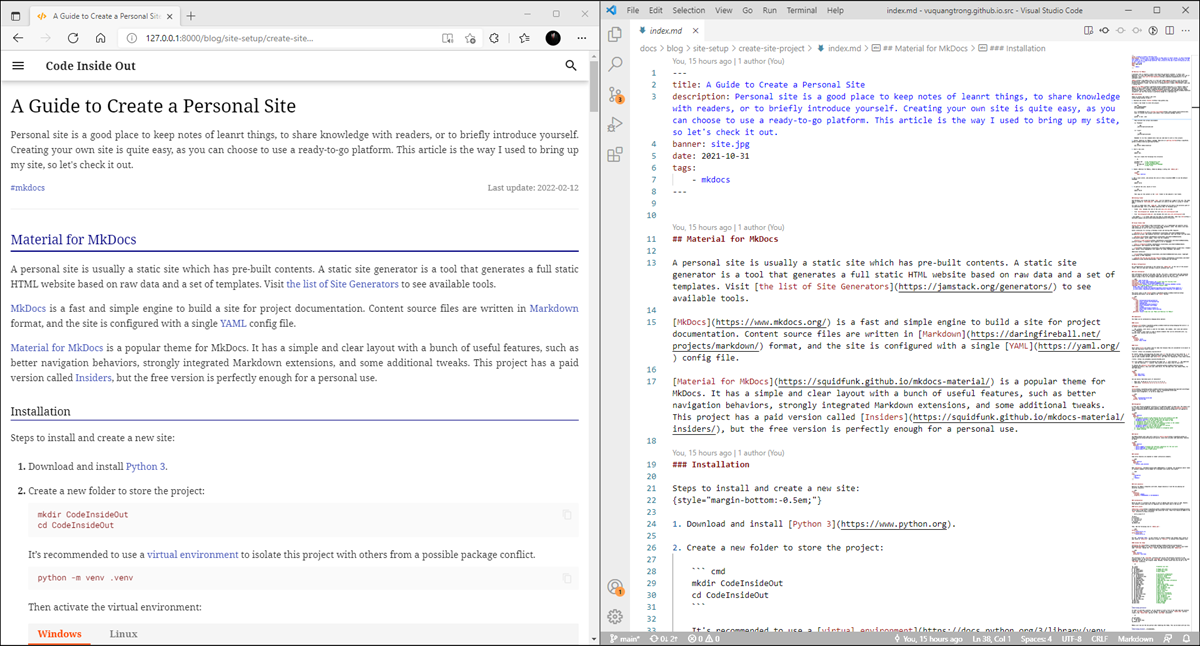 A Guide to Create a Personal Site
127.0.0.1:8000/blog/site-setup/create-site...
Code Inside Out
A Guide to Create a Personal Site
Personal site is a good place to keep notes of leanrt things, to share knowledge with readers, or to briefly introduce yourself.
Creating your own site is quite easy, as you can choose to use a ready-to-go platform. This article is the way I used to bring up
my site, so let's check it out.
#mkdocs
Last update: 2022-02-12
Material for MkDocs
A personal site is usually a static site which has pre-built contents. A static site generator is a tool that generates a full static
HTML website based on raw data and a set of templates. Visit the list of Site Generators to see available tools.
MkDocs is a fast and simple engine to build a site for project documentation. Content source files are written in Markdown
format, and the site is configured with a single YAML config file.
Material for MkDocs is a popular theme for MkDocs. It has a simple and clear layout with a bunch of useful features, such as
better navigation behaviors, strongly integrated Markdown extensions, and some additional tweaks. This project has a paid
version called Insiders, but the free version is perfectly enough for a personal use.
Installation
Steps to install and create a new site:
1. Download and install Python 3.
2. Create a new folder to store the project:
mkdir CodeInsideOut
cd CodeInsideOut
It's recommended to use a virtual environment to isolate this project with others from a possible package conflict.
python -m venv .venv
Then activate the virtual environment:
Windows Linux
File Edit Selection View Go Run Terminal Help
index.md - vuquangtrong.github.io.src - Visual Studio Code
index.md
docs > blog > site-setup > create-site-project > index.md > ## Material for MkDocs > ### Installation
You, 15 hours ago | 1 author (You)
1 ---
2 title: A Guide to Create a Personal Site
3 description: Personal site is a good place to keep notes of leanrt things, to share knowledge
with readers, or to briefly introduce yourself. Creating your own site is quite easy, as you
can choose to use a ready-to-go platform. This article is the way I used to bring up my site,
so let's check it out.
4 banner: site.jpg
5 date: 2021-10-31
6 tags:
7 - mkdocs
8 ---
9
10
You, 15 hours ago | 1 author (You)
11 ## Material for MkDocs
12
13 A personal site is usually a static site which has pre-built contents. A static site
generator is a tool that generates a full static HTML website based on raw data and a set of
templates. Visit [the list of Site Generators](https://jamstack.org/generators/) to see
available tools.
14
15 [MkDocs](https://www.mkdocs.org/) is a fast and simple engine to build a site for project
documentation. Content source files are written in [Markdown](https://daringfireball.net/
projects/markdown/) format, and the site is configured with a single [YAML](https://yaml.org/
) config file.
16
17 [Material for MkDocs](https://squidfunk.github.io/mkdocs-material/) is a popular theme for
MkDocs. It has a simple and clear layout with a bunch of useful features, such as better
navigation behaviors, strongly integrated Markdown extensions, and some additional tweaks.
This project has a paid version called [Insiders](https://squidfunk.github.io/mkdocs-material/
insiders/), but the free version is perfectly enough for a personal use.
18
You, 15 hours ago | 1 author (You)
19 ### Installation
20
21 Steps to install and create a new site:
22 {style="margin-bottom:-0.5em;"}
23
24 1. Download and install [Python 3](https://www.python.org).
25
26 2. Create a new folder to store the project:
27
28 ``` cmd
29 mkdir CodeInsideOut
30 cd CodeInsideOut
31 ```
32
33 It's recommended to use a [virtual environment](https://docs.python.org/3/library/venv
3
1
main* 0↓ 2↑ 0 0
You, 15 hours ago Ln 38, Col 1 Spaces: 4 UTF-8 CRLF Markdown